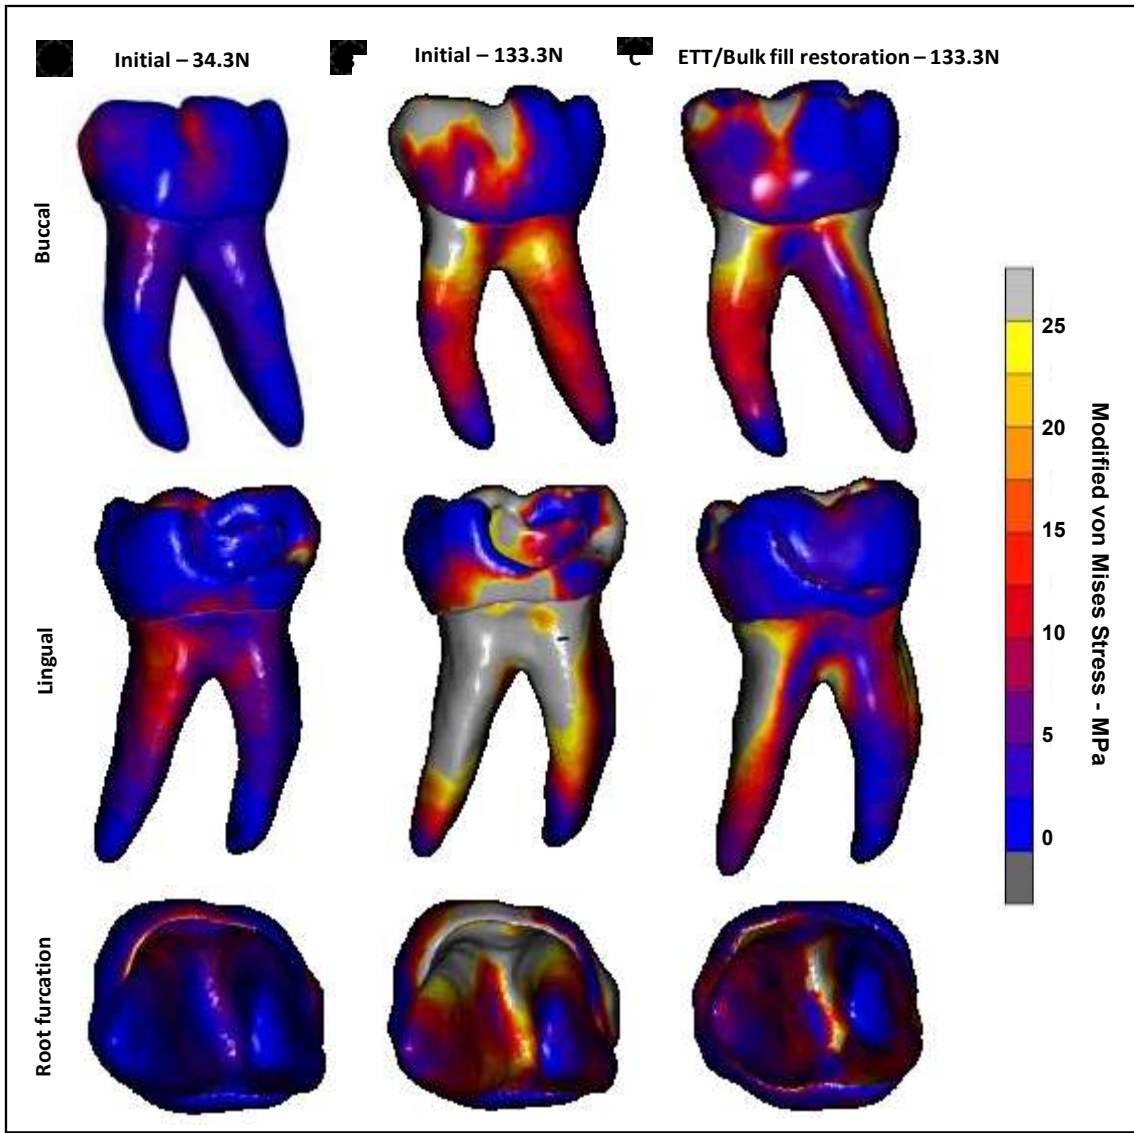 Initial – 34.3N
Initial – 133.3N
C
ETT/Bulk fill restoration – 133.3N
Buccal
Lingual
Root furcation
25
20
15
10
5
0
Modified von Mises Stress - MPa